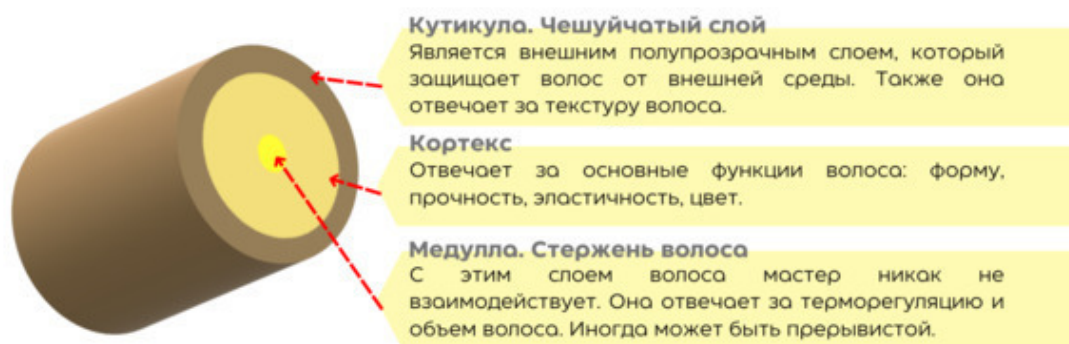 Кутикула. Чешуйчатый слой
Является внешним полупрозрачным слоем, который
защищает волос от внешней среды. Также она
отвечает за текстуру волоса.
Кортекс
Отвечает за основные функции волоса: форму,
прочность, эластичность, цвет.
Медулла. Стержень волоса
С этим слоем волоса мастер никак не
взаимодействует. Она отвечает за терморегуляцию и
объем волоса. Иногда может быть прерывистой.